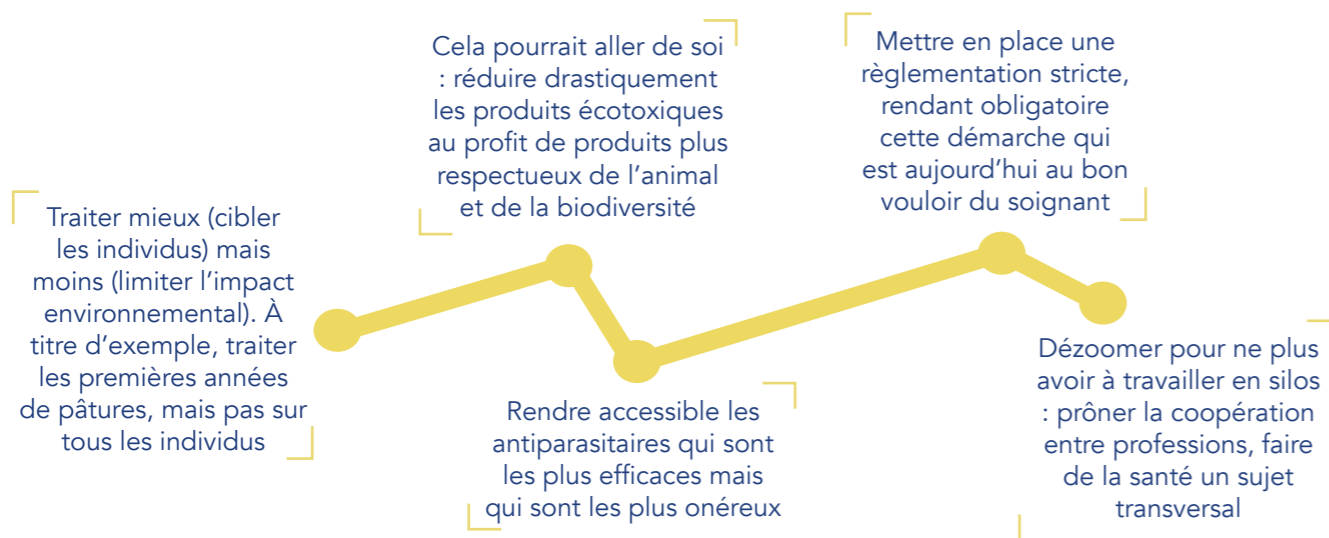 Traiter mieux (cibler
les individus) mais
moins (limiter l’impact
environnemental). À
titre d’exemple, traiter
les premières années
de pâtures, mais pas sur
tous les individus
Cela pourrait aller de soi
: réduire drastiquement
les produits écotoxiques
au profit de produits plus
respectueux de l’animal
et de la biodiversité
Rendre accessible les
antiparasitaires qui sont
les plus efficaces mais
qui sont les plus onéreux
Mettre en place une
règlementation stricte,
rendant obligatoire
cette démarche qui
est aujourd’hui au bon
vouloir du soignant
Dézoomer pour ne plus
avoir à travailler en silos
: prôner la coopération
entre professions, faire
de la santé un sujet
transversal